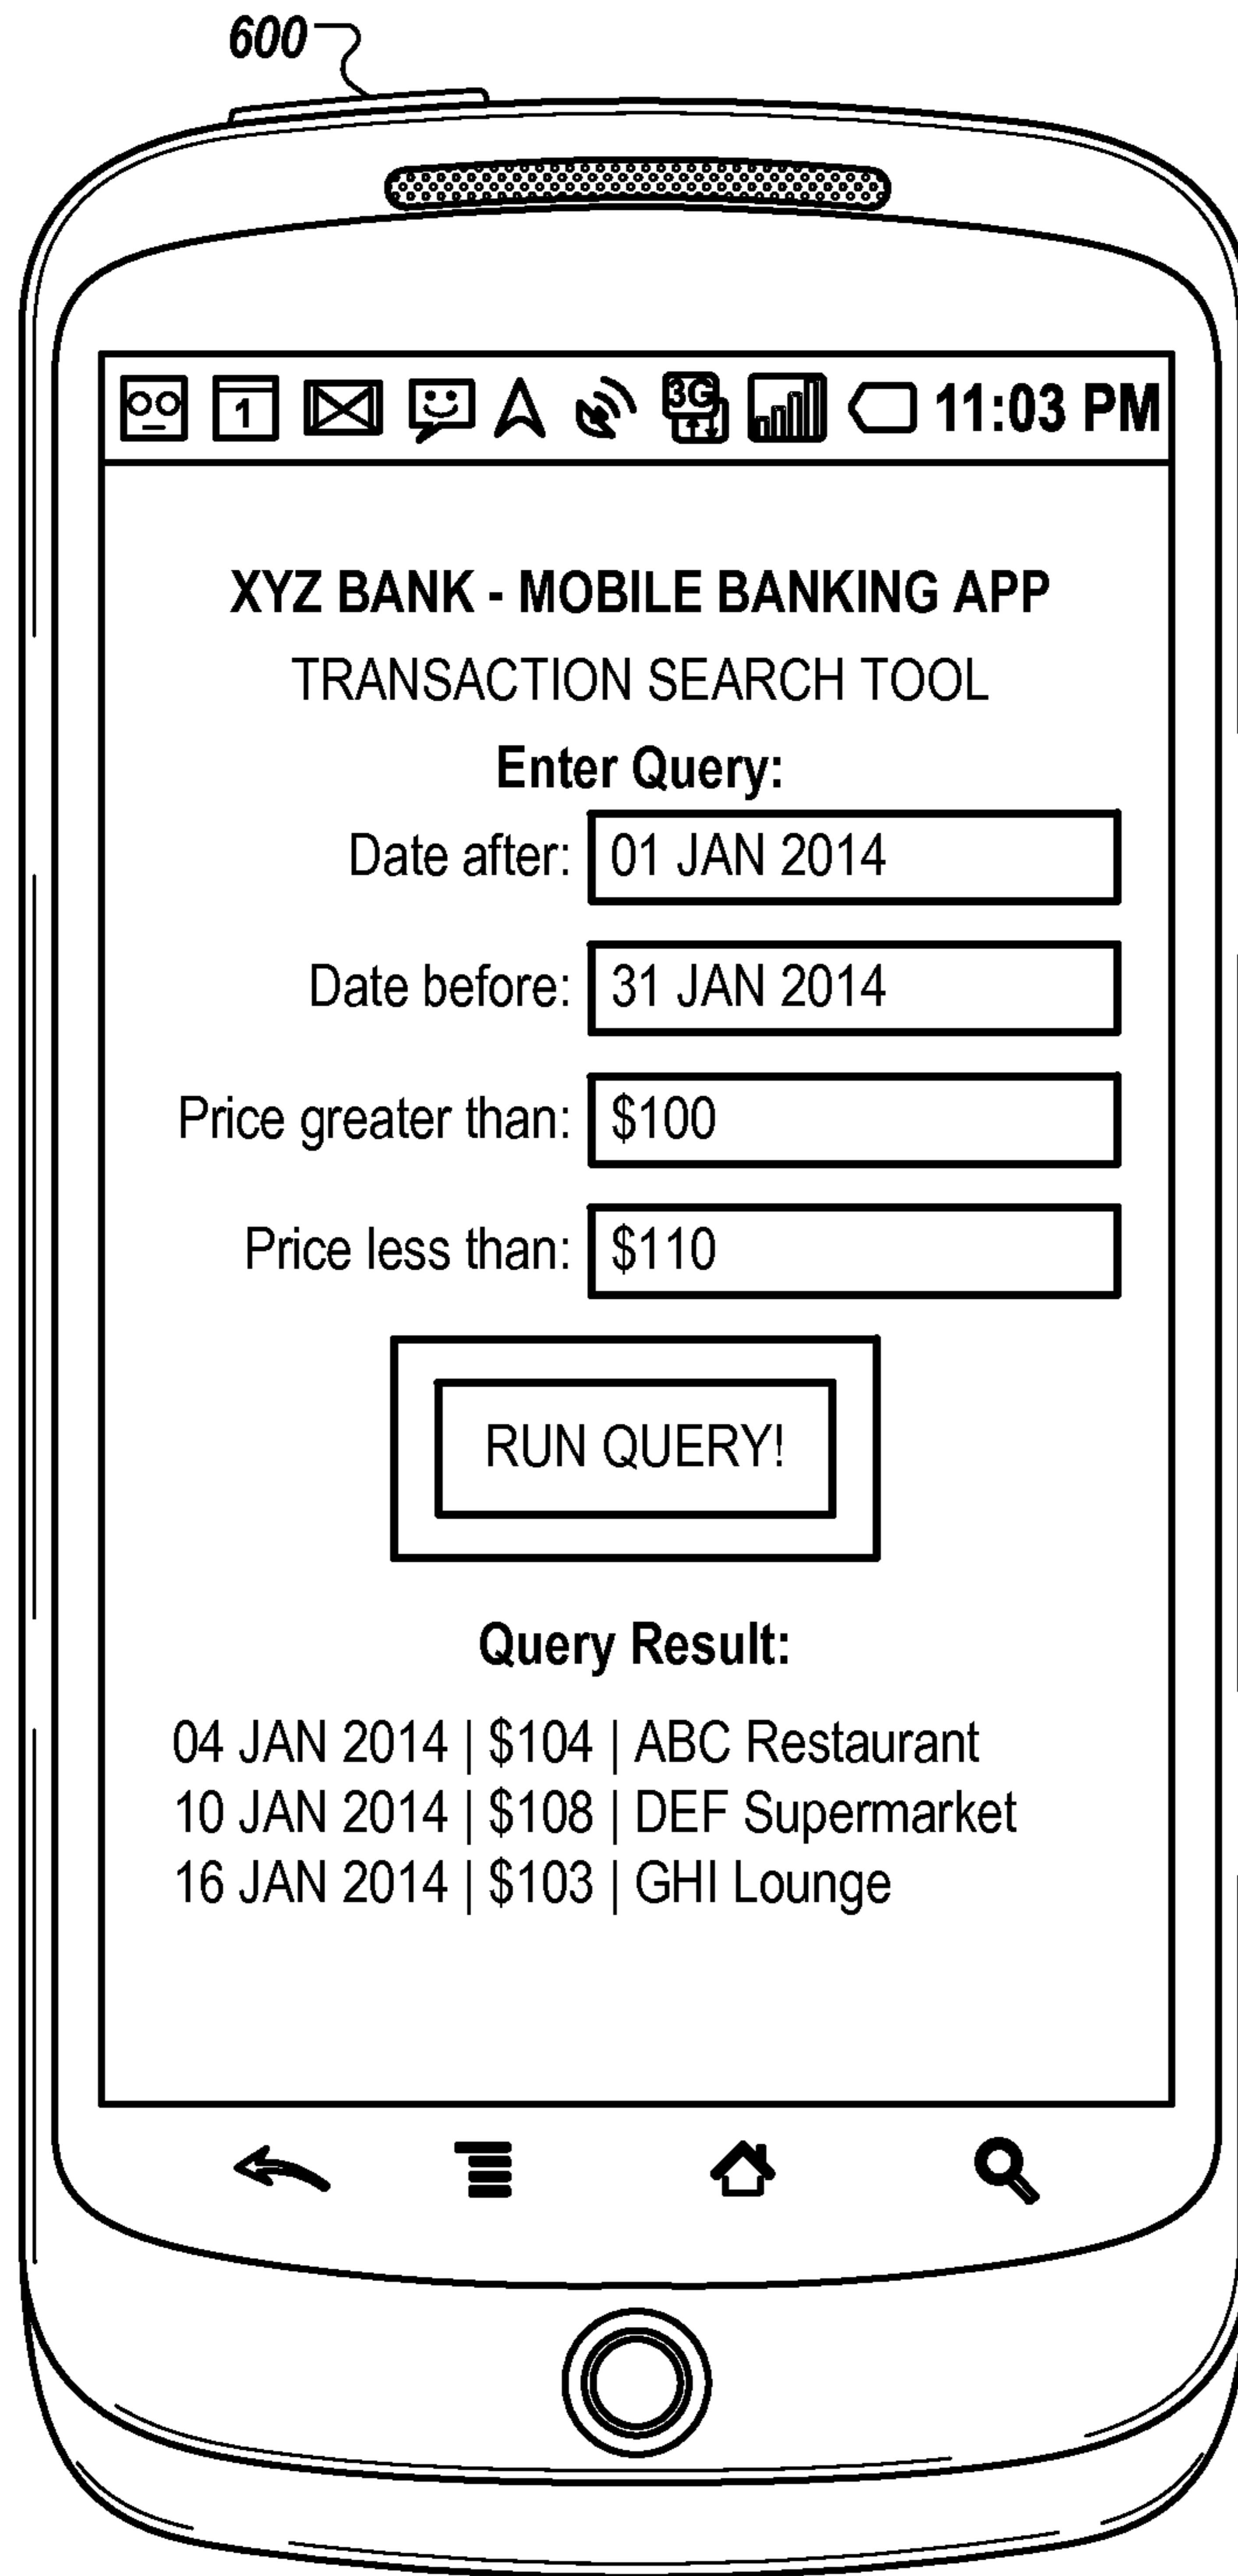 600
1 3G 11:03 PM
XYZ BANK - MOBILE BANKING APP
TRANSACTION SEARCH TOOL
Enter Query:
Date after: 01 JAN 2014
Date before: 31 JAN 2014
Price greater than: $100
Price less than: $110
RUN QUERY!
Query Result:
04 JAN 2014 | $104 | ABC Restaurant
10 JAN 2014 | $108 | DEF Supermarket
16 JAN 2014 | $103 | GHI Lounge